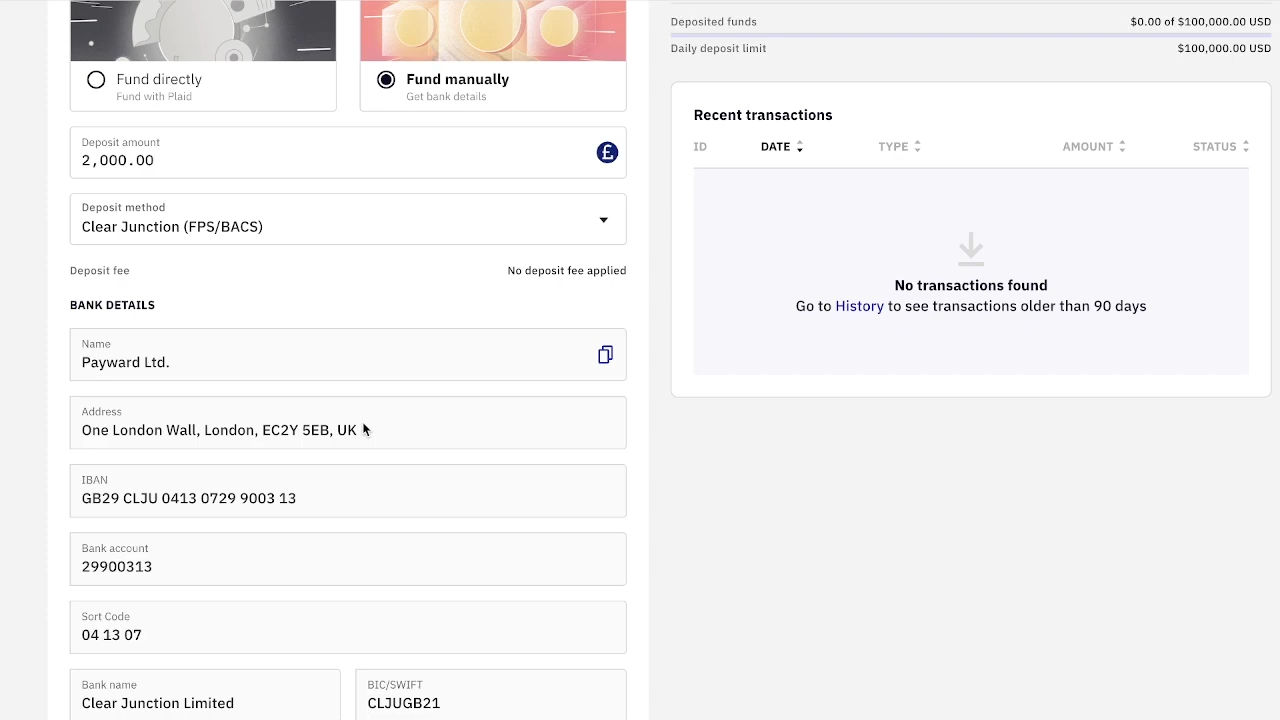 Fund directly
Fund with Plaid
Fund manually
Get bank details
Deposit amount
2,000.00
£
Deposit method
Clear Junction (FPS/BACS)
Deposit fee
No deposit fee applied
BANK DETAILS
Name
Payward Ltd.
Address
One London Wall, London, EC2Y 5EB, UK
IBAN
GB29 CLJU 0413 0729 9003 13
Bank account
29900313
Sort Code
04 13 07
Bank name
Clear Junction Limited
BIC/SWIFT
CLJUGB21
Deposited funds
$0.00 of $100,000.00 USD
Daily deposit limit
$100,000.00 USD
Recent transactions
ID DATE TYPE AMOUNT STATUS
No transactions found
Go to History to see transactions older than 90 days